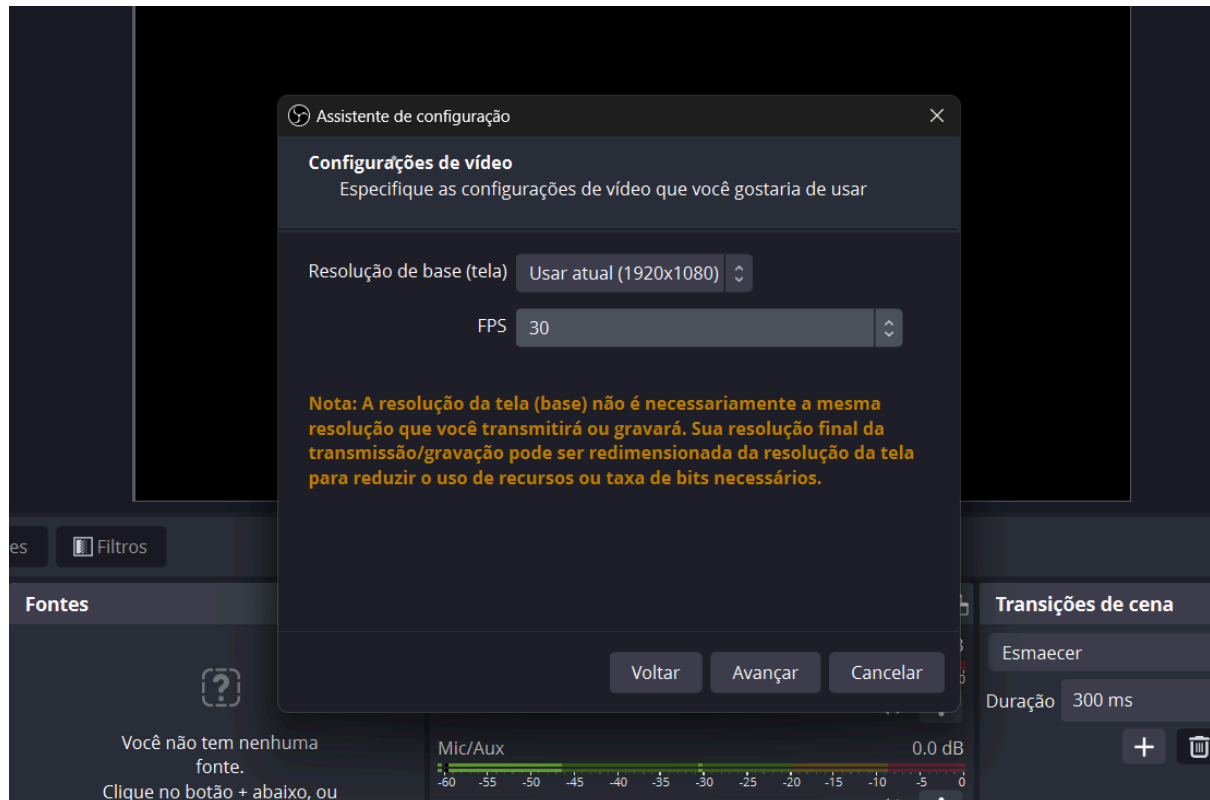 Assistente de configuração
Configurações de vídeo
Especifique as configurações de vídeo que você gostaria de usar
Resolução de base (tela) Usar atual (1920x1080)
FPS 30
Nota: A resolução da tela (base) não é necessariamente a mesma
resolução que você transmitirá ou gravará. Sua resolução final da
transmissão/gravação pode ser redimensionada da resolução da tela
para reduzir o uso de recursos ou taxa de bits necessários.
Voltar Avançar Cancelar
es Filtros
Fontes
Você não tem nenhuma
fonte.
Clique no botão + abaixo, ou
Mic/Aux 0.0 dB
-60 -55 -50 -45 -40 -35 -30 -25 -20 -15 -10 -5 0
Transições de cena
Esmaecer
Duração 300 ms